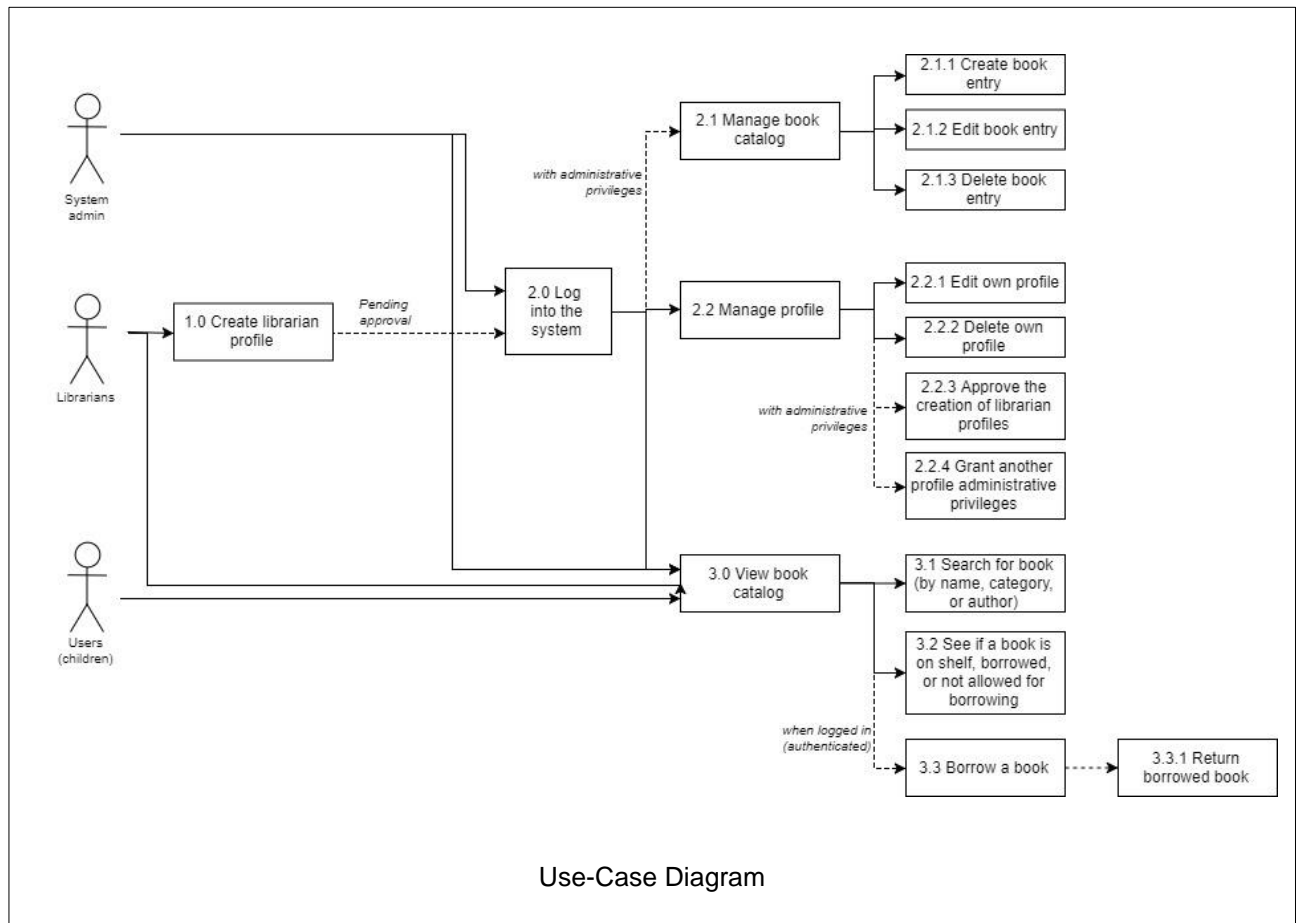 System
admin
Librarians
Users
(children)
1.0 Create librarian
profile
Pending
approval
2.0 Log
into the
system
with administrative
privileges
2.1 Manage book
catalog
2.1.1 Create book
entry
2.1.2 Edit book entry
2.1.3 Delete book
entry
2.2 Manage profile
2.2.1 Edit own profile
2.2.2 Delete own
profile
with administrative
privileges
2.2.3 Approve the
creation of librarian
profiles
2.2.4 Grant another
profile administrative
privileges
3.0 View book
catalog
3.1 Search for book
(by name, category,
or author)
3.2 See if a book is
on shelf, borrowed,
or not allowed for
borrowing
when logged in
(authenticated)
3.3 Borrow a book
3.3.1 Return
borrowed book
Use-Case Diagram